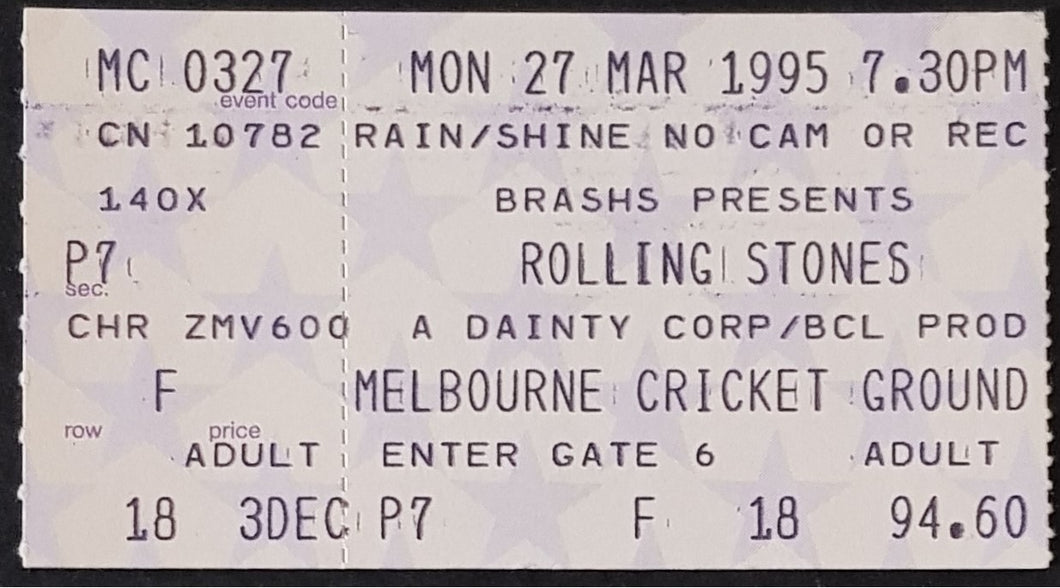 MC 0327 MON 27 MAR 1995 7.30PM
event code
CN 10782 RAIN/SHINE NO CAM OR REC
140X BRASHS PRESENTS
P7 ROLLING STONES
sec.
CHR ZMV600 A DAINTY CORP/BCL PROD
F MELBOURNE CRICKET GROUND
row price
ADULT ENTER GATE 6 ADULT
18 3DEC P7 F 18 94.60